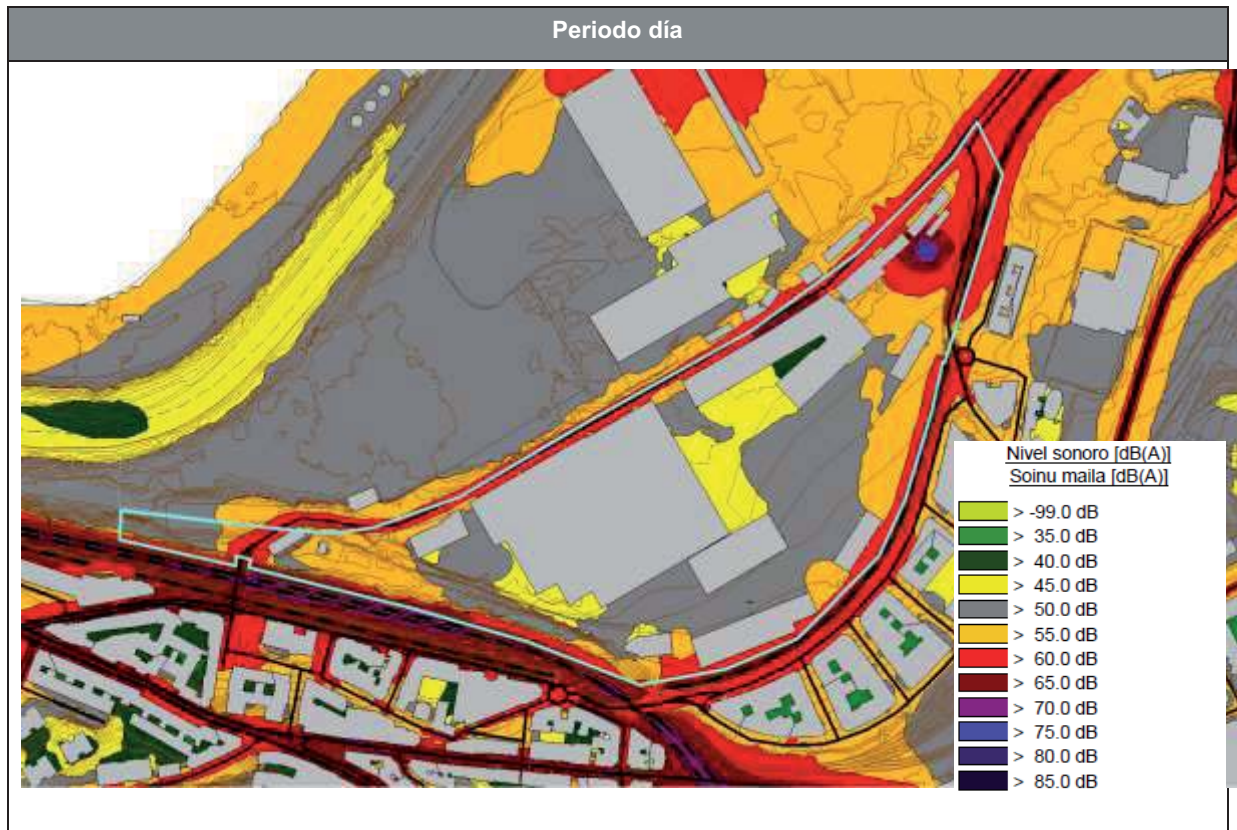 Periodo día
Nivel sonoro [dB(A)]
Soinu maila [dB(A)]
> -99.0 dB
> 35.0 dB
> 40.0 dB
> 45.0 dB
> 50.0 dB
> 55.0 dB
> 60.0 dB
> 65.0 dB
> 70.0 dB
> 75.0 dB
> 80.0 dB
> 85.0 dB